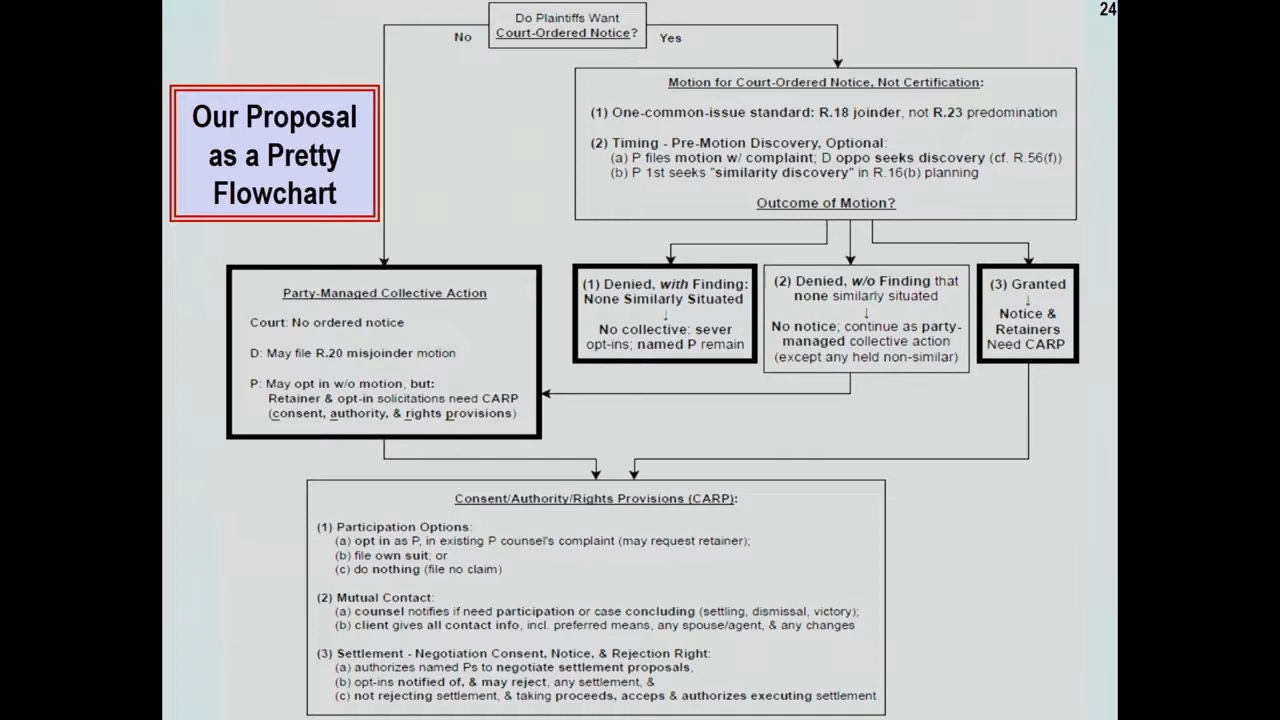 24
Do Plaintiffs Want
Court-Ordered Notice?
No
Yes
Our Proposal
as a Pretty
Flowchart
Motion for Court-Ordered Notice, Not Certification:
(1) One-common-issue standard: R.18 joinder, not R.23 predomination
(2) Timing - Pre-Motion Discovery, Optional:
(a) P files motion w/ complaint; D oppo seeks discovery (cf. R.56(f))
(b) P 1st seeks "similarity discovery" in R.16(b) planning
Outcome of Motion?
Party-Managed Collective Action
Court: No ordered notice
D: May file R.20 misjoinder motion
P: May opt in w/o motion, but:
Retainer & opt-in solicitations need CARP
(consent, authority, & rights provisions)
(1) Denied, with Finding:
None Similarly Situated
↓
No collective: sever
opt-ins; named P remain
(2) Denied, w/o Finding that
none similarly situated
↓
No notice; continue as party-
managed collective action
(except any held non-similar)
(3) Granted
↓
Notice &
Retainers
Need CARP
Consent/Authority/Rights Provisions (CARP):
(1) Participation Options:
(a) opt in as P, in existing P counsel's complaint (may request retainer);
(b) file own suit; or
(c) do nothing (file no claim)
(2) Mutual Contact:
(a) counsel notifies if need participation or case concluding (settling, dismissal, victory);
(b) client gives all contact info, incl. preferred means, any spouse/agent, & any changes
(3) Settlement - Negotiation Consent, Notice, & Rejection Right:
(a) authorizes named Ps to negotiate settlement proposals,
(b) opt-ins notified of, & may reject, any settlement, &
(c) not rejecting settlement, & taking proceeds, acceps & authorizes executing settlement